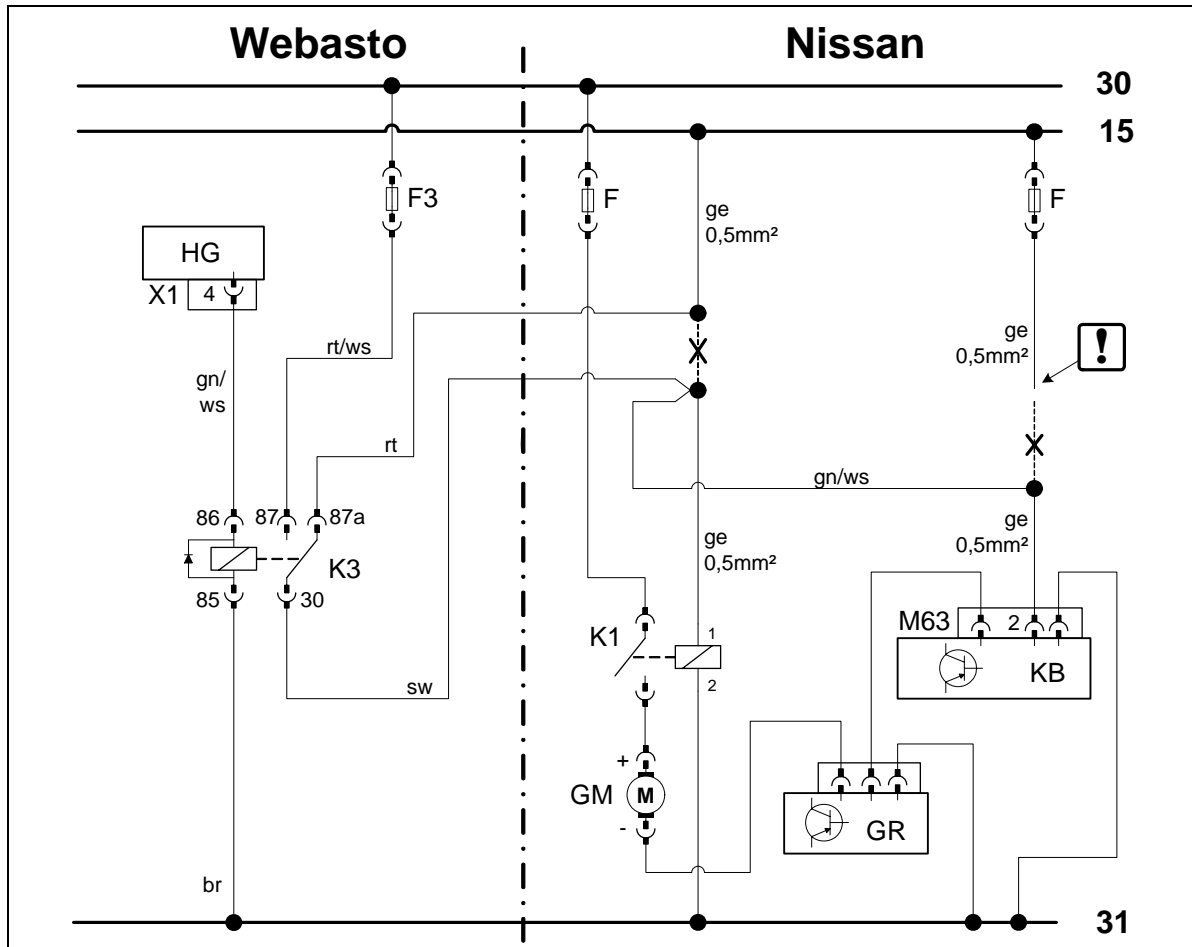 Webasto
Nissan
30
15
F3
F
F
ge
0,5mm²
HG
X1
4
rt/ws
ge
0,5mm²
!
gn/
ws
rt
gn/ws
86
87
87a
ge
0,5mm²
ge
0,5mm²
K3
85
30
K1
1
2
M63
2
KB
sw
+
GM
M
-
GR
br
31